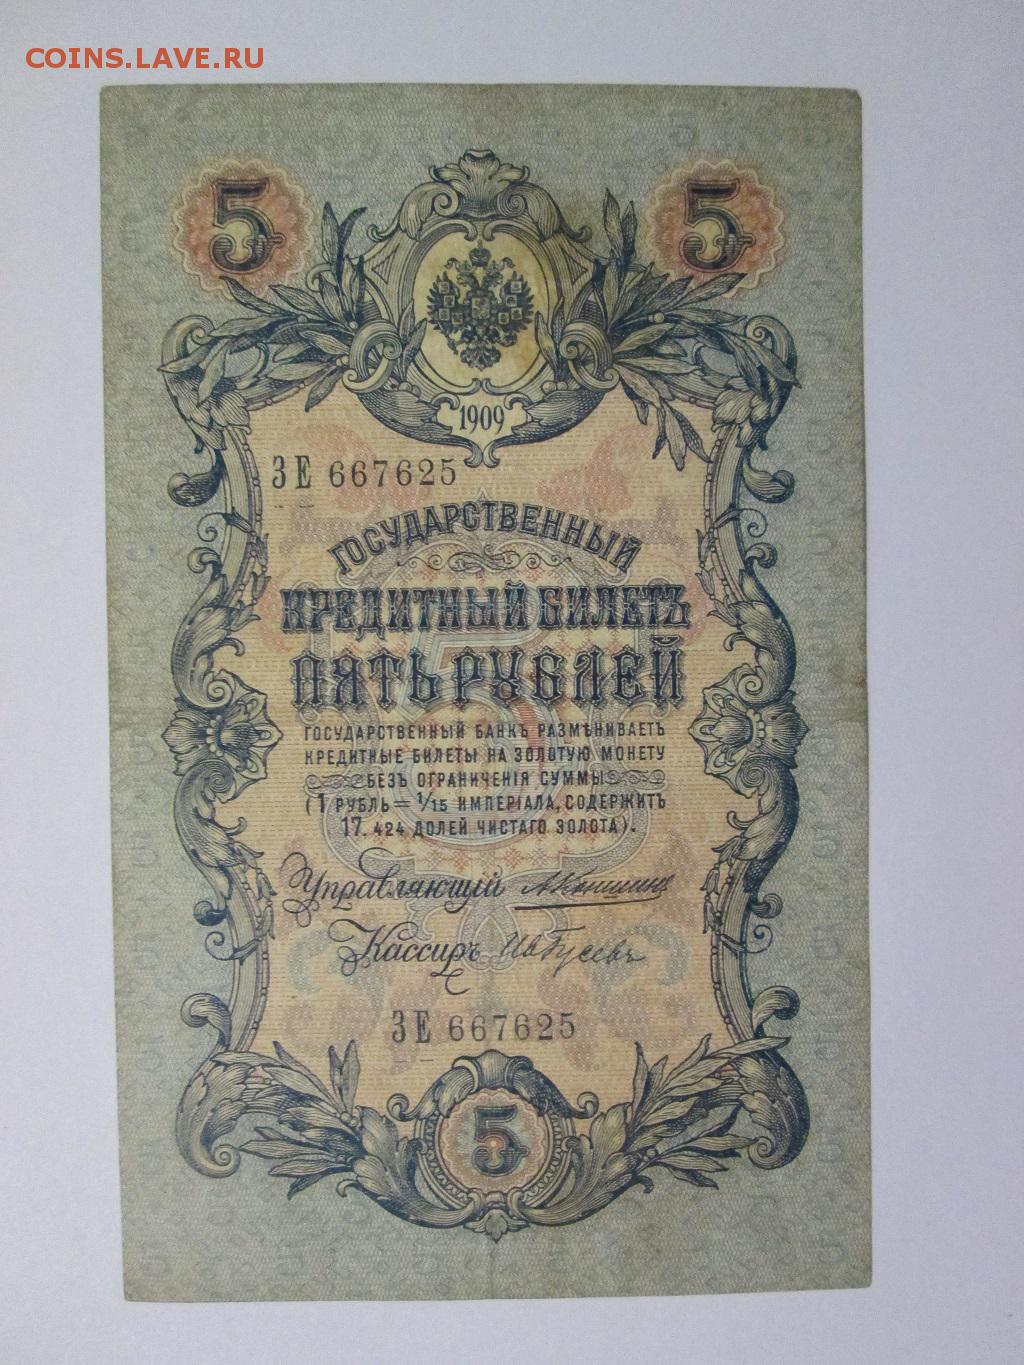 COINS.LAVE.RU
5 5
1909
ЗЕ 667625
ГОСУДАРСТВЕННЫЙ
КРЕДИТНЫЙ БИЛЕТЪ
ПЯТЬ РУБЛЕЙ
ГОСУДАРСТВЕННЫЙ БАНКЪ РАЗМѢНИВАЕТЪ
КРЕДИТНЫЕ БИЛЕТЫ НА ЗОЛОТУЮ МОНЕТУ
БЕЗЪ ОГРАНИЧЕНІЯ СУММЫ
(1 РУБЛЬ = 1/15 ИМПЕРІАЛА, СОДЕРЖИТЪ
17,424 ДОЛЕЙ ЧИСТАГО ЗОЛОТА).
Управляющій АКоншинъ
Кассиръ ИвГусевъ
ЗЕ 667625
5